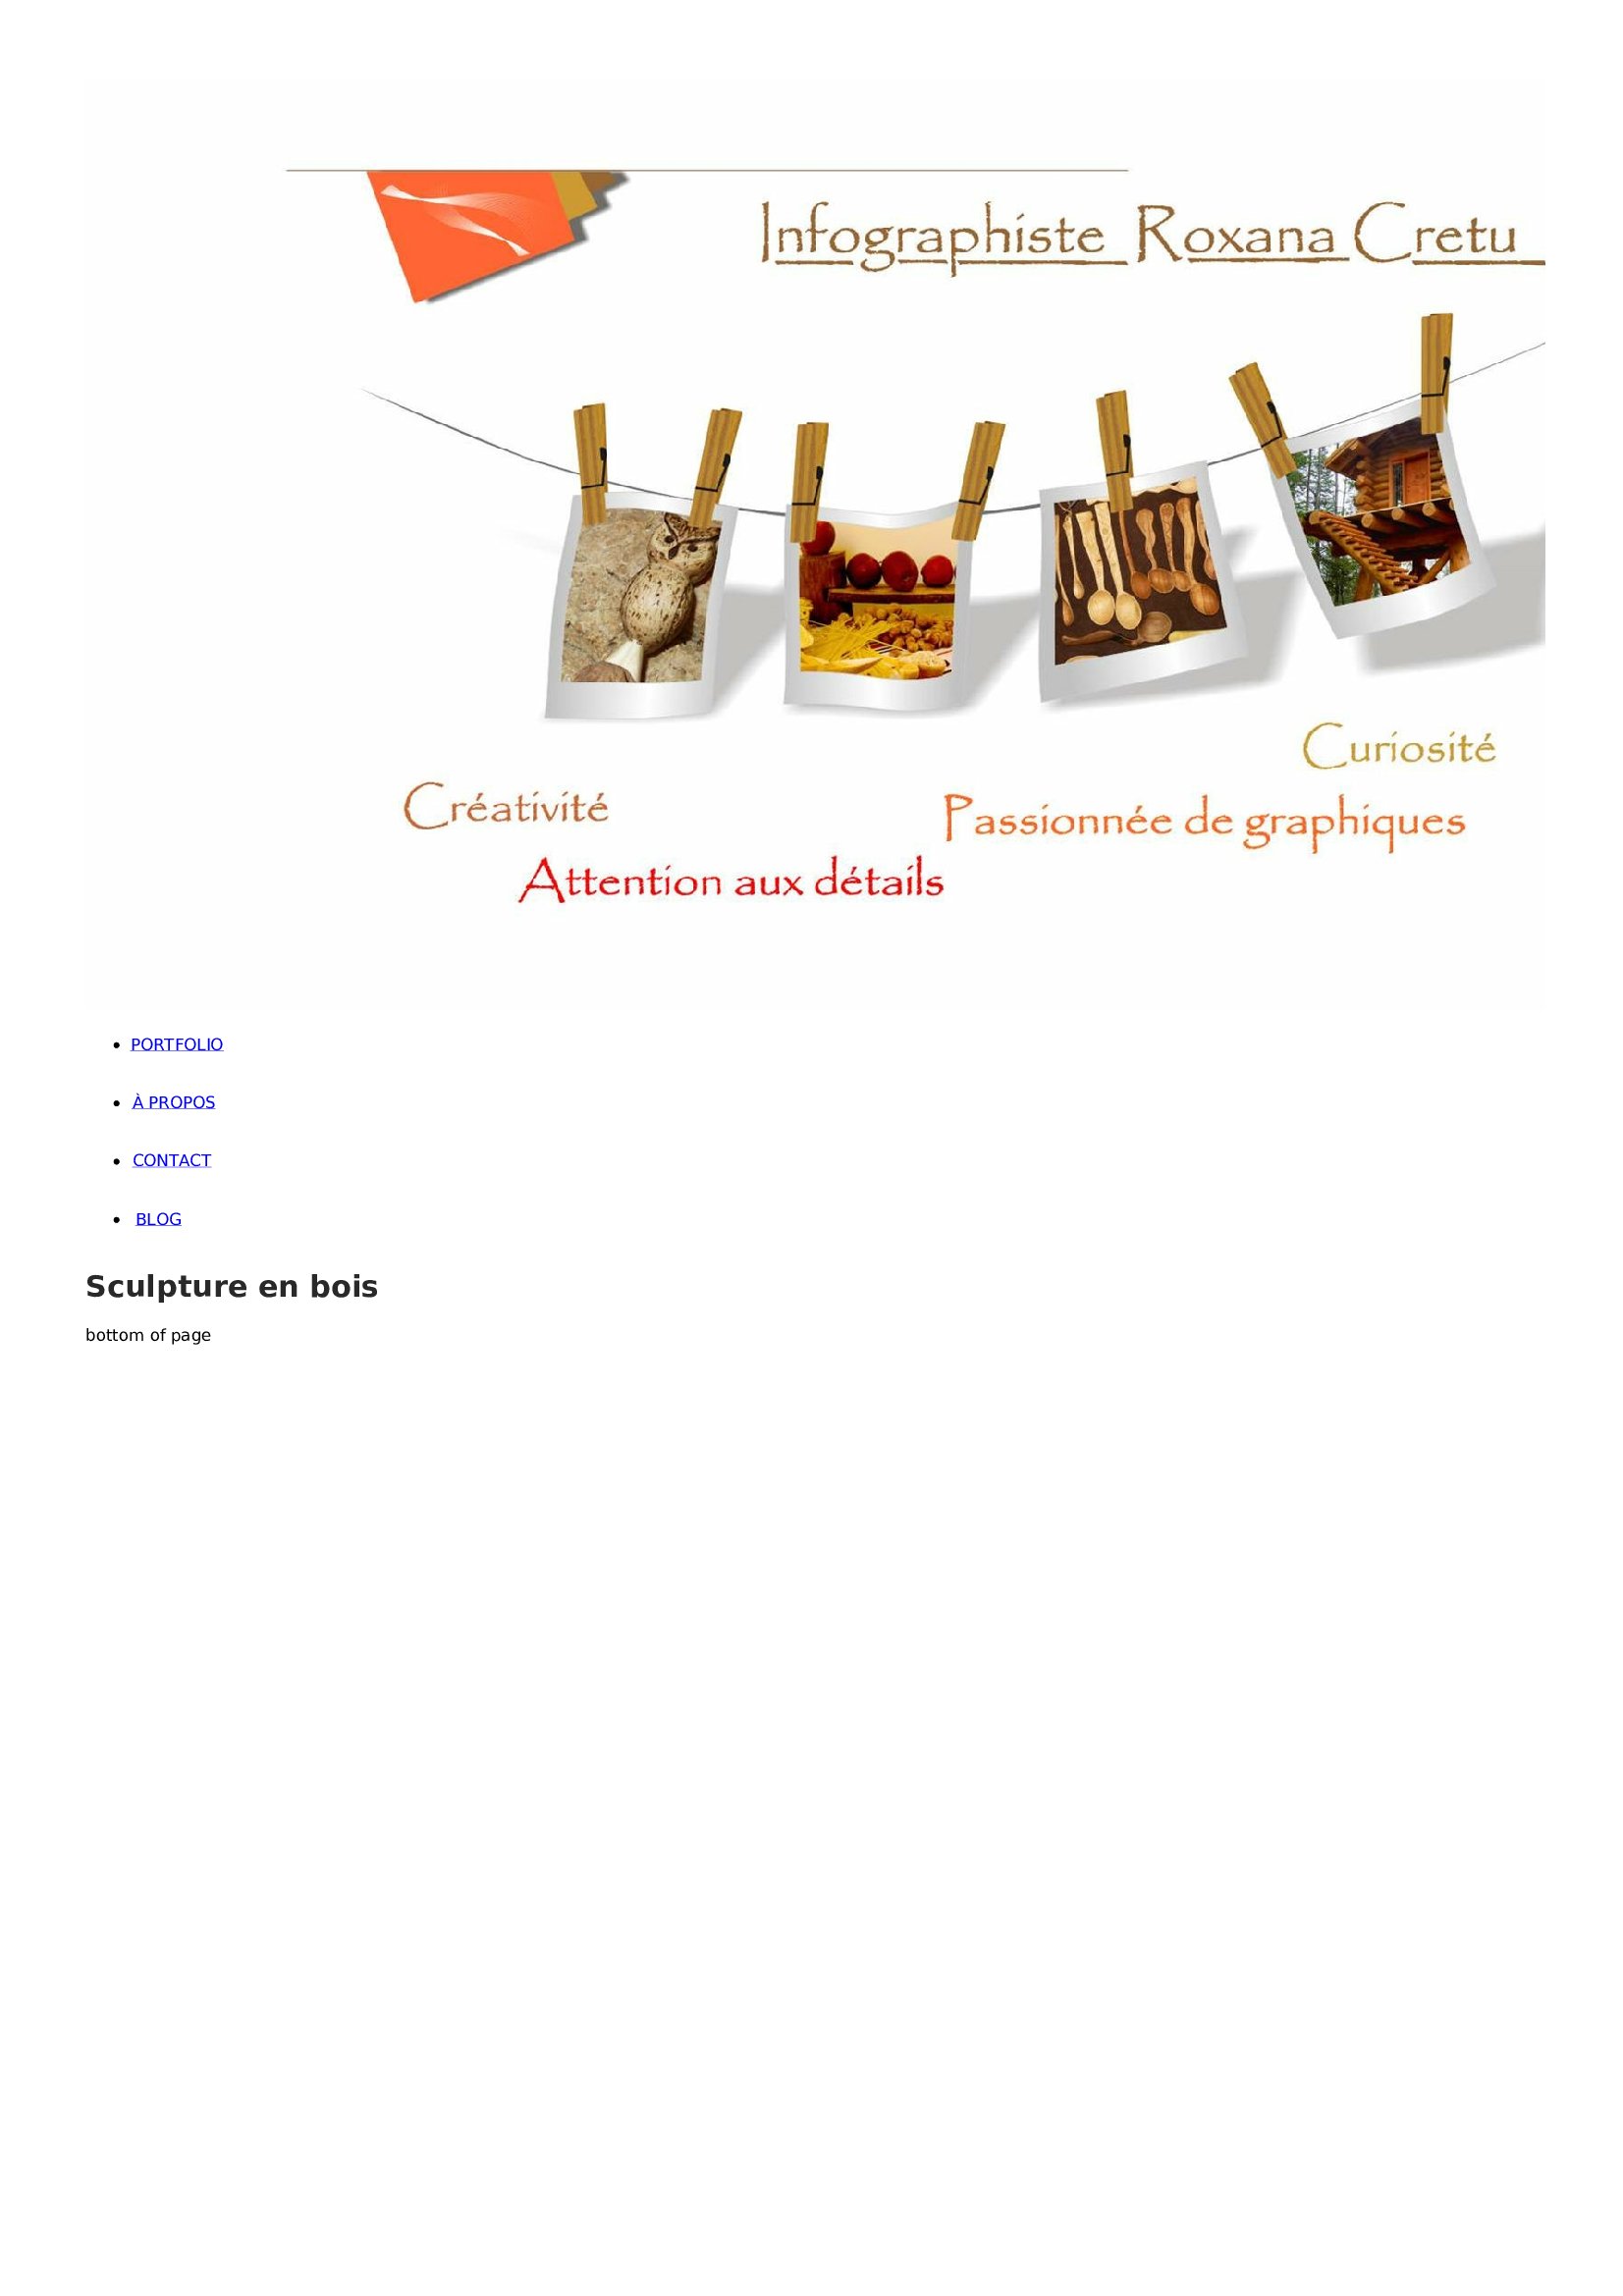 Infographiste Roxana Cretu
Curiosité
Créativité
Passionnée de graphiques
Attention aux détails
PORTFOLIO
À PROPOS
CONTACT
BLOG
Sculpture en bois
bottom of page